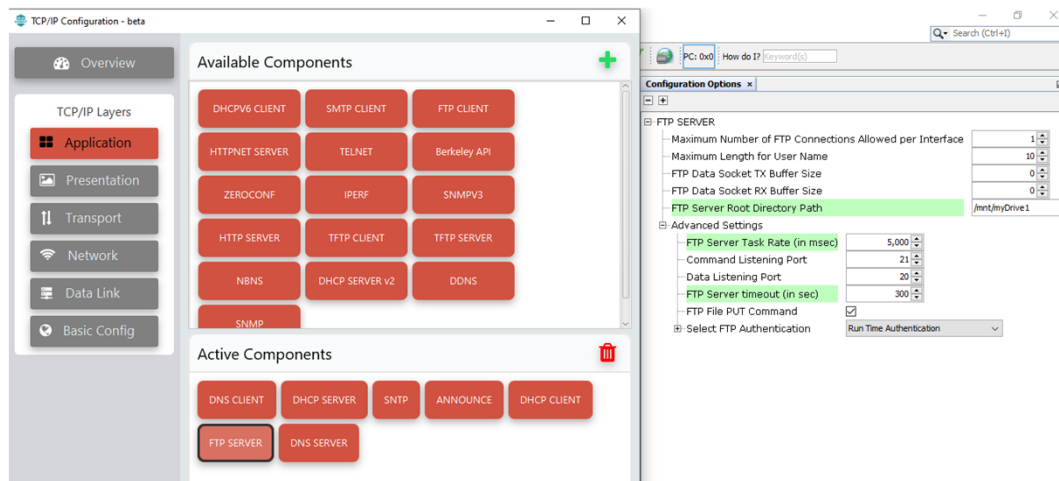 TCP/IP Configuration - beta
Overview
TCP/IP Layers
Application
Presentation
Transport
Network
Data Link
Basic Config
Available Components
DHCPV6 CLIENT SMTP CLIENT FTP CLIENT
HTTPNET SERVER TELNET Berkeley API
ZEROCONF IPERF SNMPV3
HTTP SERVER TFTP CLIENT TFTP SERVER
NBNS DHCP SERVER v2 DDNS
SNMP
Active Components
DNS CLIENT DHCP SERVER SNTP ANNOUNCE DHCP CLIENT
FTP SERVER DNS SERVER
Search (Ctrl+I)
PC: 0x0 How do I? Keyword(s)
Configuration Options
FTP SERVER
Maximum Number of FTP Connections Allowed per Interface 1
Maximum Length for User Name 10
FTP Data Socket TX Buffer Size 0
FTP Data Socket RX Buffer Size 0
FTP Server Root Directory Path /mnt/myDrive1
Advanced Settings
FTP Server Task Rate (in msec) 5,000
Command Listening Port 21
Data Listening Port 20
FTP Server timeout (in sec) 300
FTP File PUT Command
Select FTP Authentication Run Time Authentication